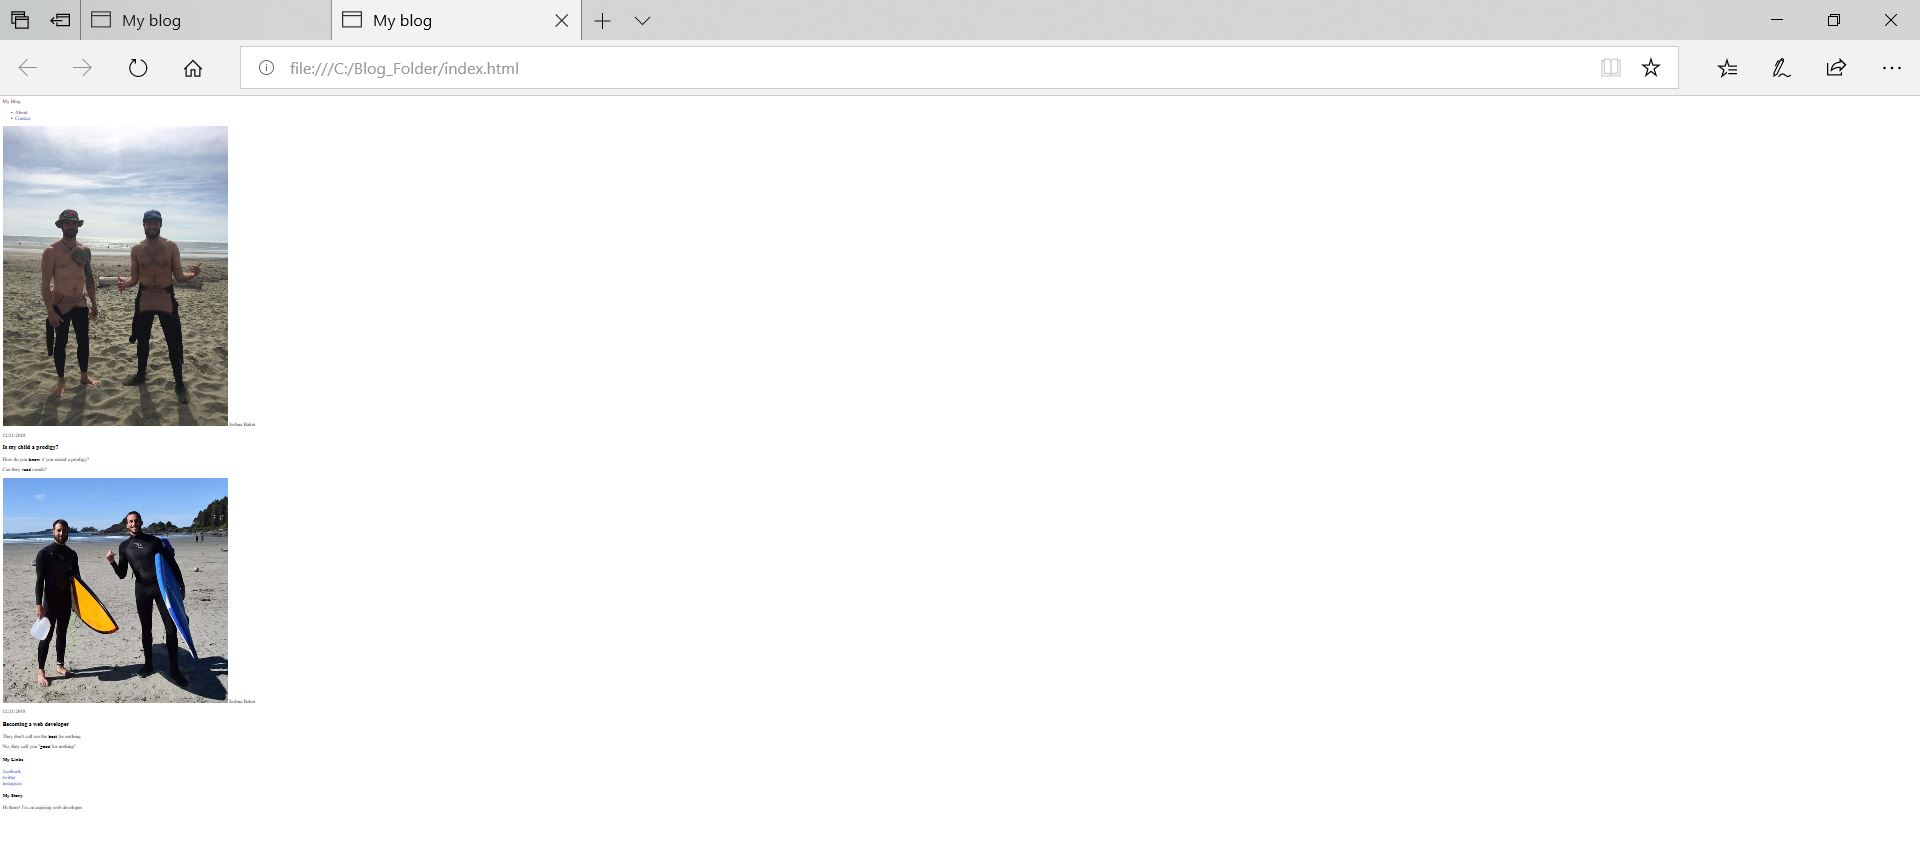 My blog
My blog
file:///C:/Blog_Folder/index.html
My Blog
About
Contact
Joshua Baker
12/21/2018
Is my child a prodigy?
How do you know if you raised a prodigy?
Can they read minds?
Joshua Baker
12/21/2018
Becoming a web developer
They don't call me the best for nothing.
No, they call you "good for nothing".
My Links
facebook
twitter
instagram
My Story
Hi there! I'm an aspiring web developer.